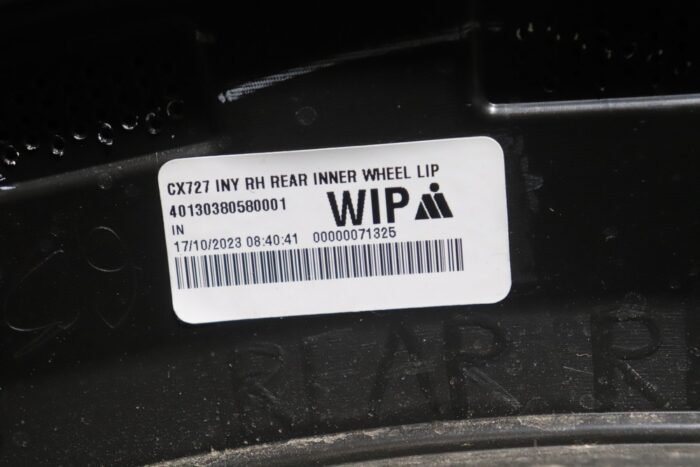 CX727 INY RH REAR INNER WHEEL LIP
40130380580001
WIP
IN
17/10/2023 08:40:41 00000071325
REAR R